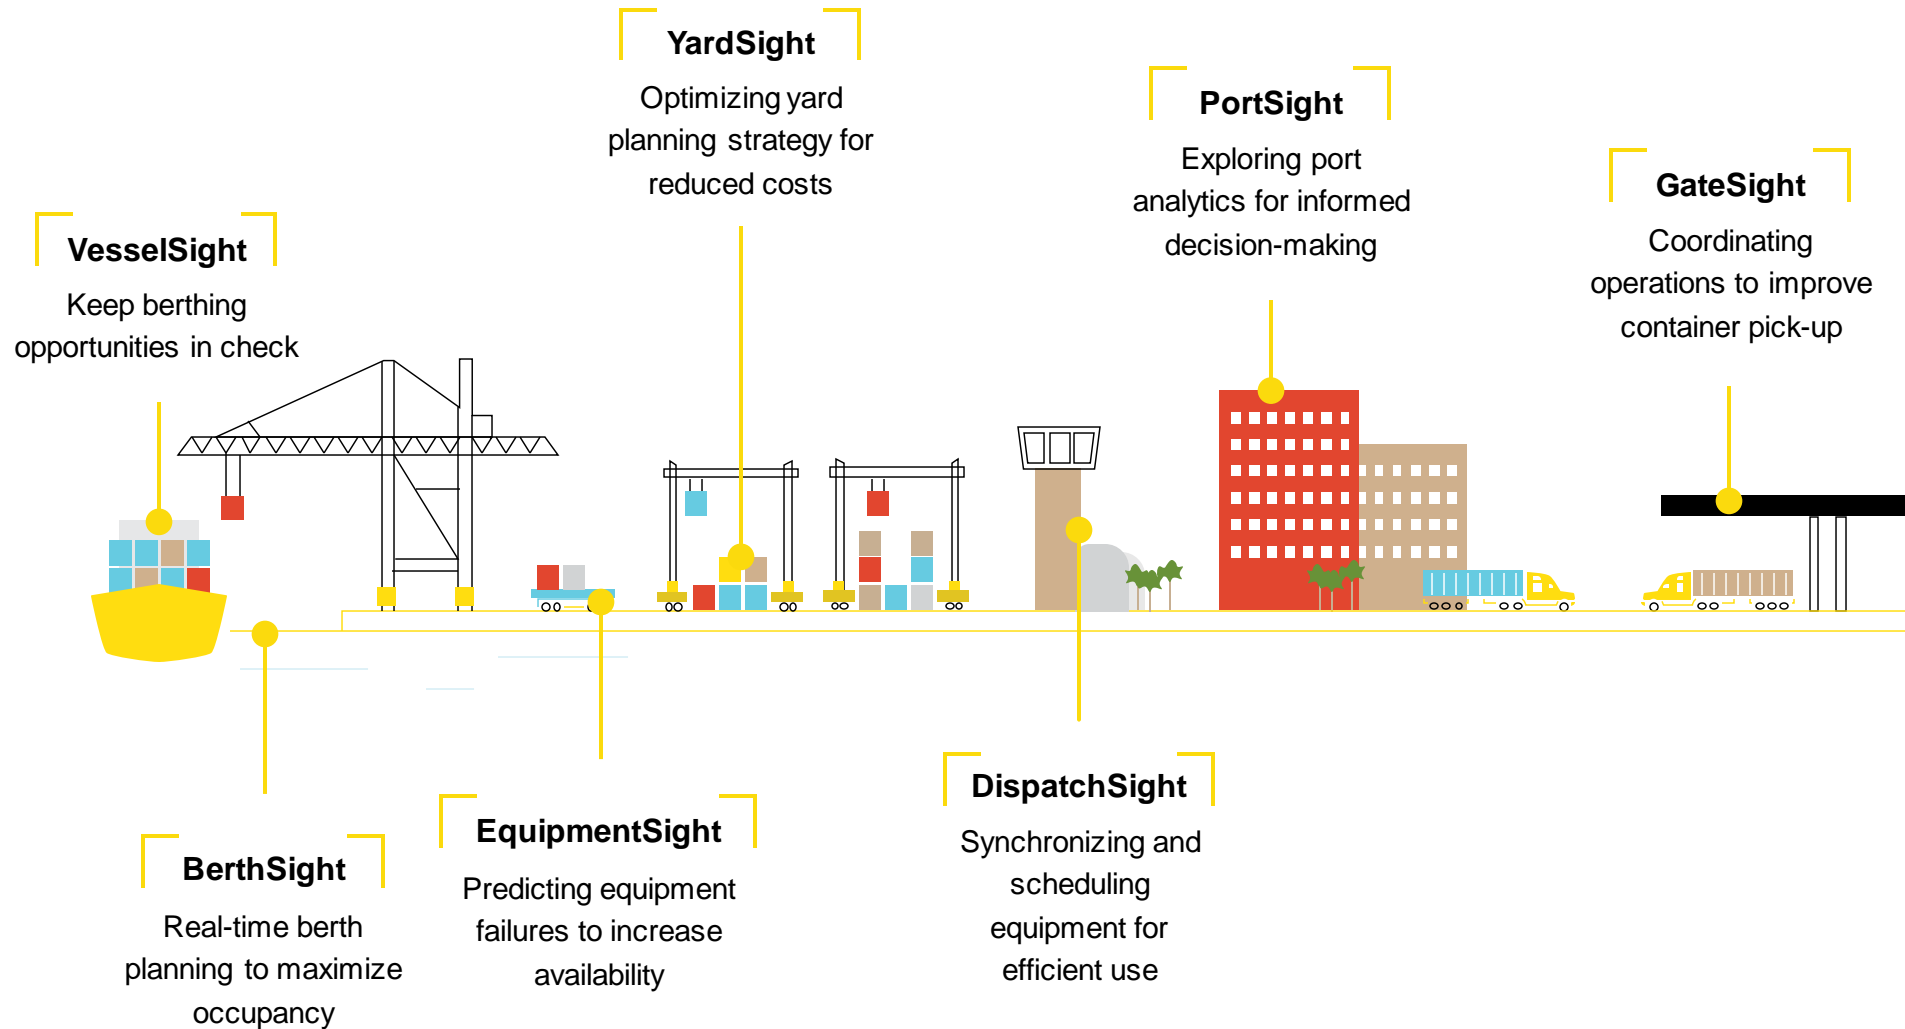 YardSight
Optimizing yard
planning strategy for
reduced costs
PortSight
Exploring port
analytics for informed
decision-making
GateSight
Coordinating
operations to improve
container pick-up
VesselSight
Keep berthing
opportunities in check
BerthSight
Real-time berth
planning to maximize
occupancy
EquipmentSight
Predicting equipment
failures to increase
availability
DispatchSight
Synchronizing and
scheduling
equipment for
efficient use